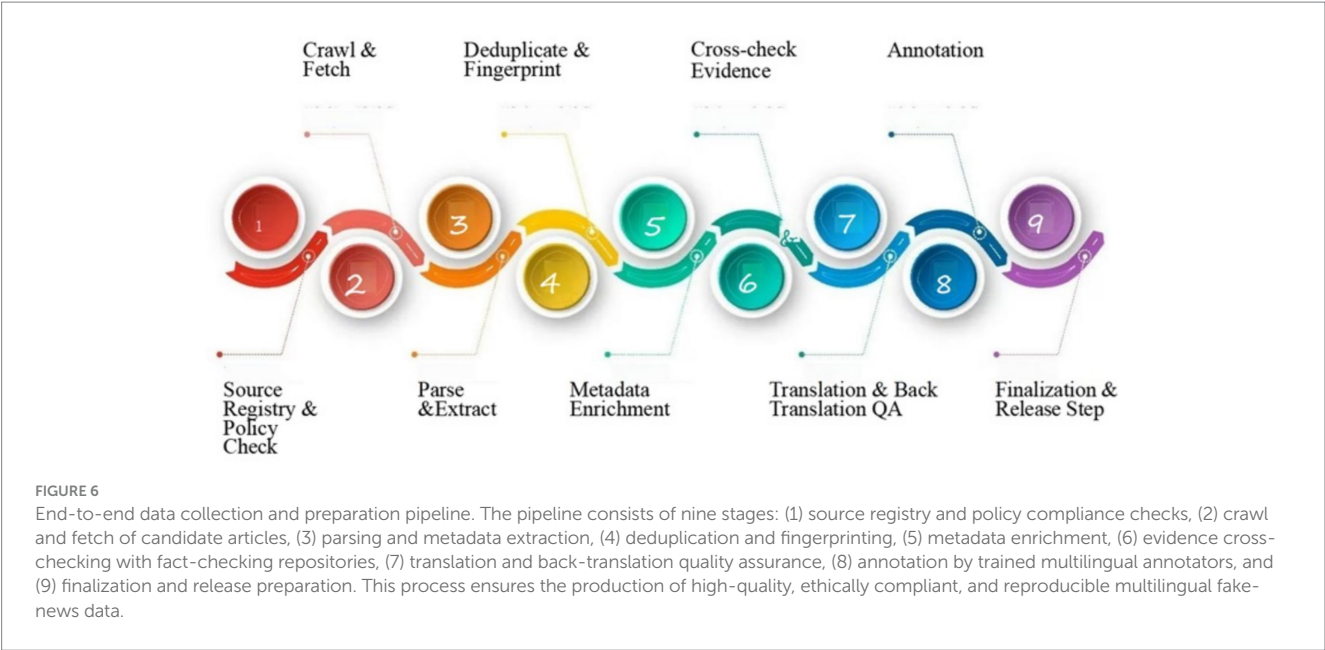 Crawl &
Fetch
Deduplicate &
Fingerprint
Cross-check
Evidence
Annotation
1
2
3
4
5
&
6
7
8
9
Source
Registry &
Policy
Check
Parse
&Extract
Metadata
Enrichment
Translation & Back
Translation QA
Finalization &
Release Step
FIGURE 6
End-to-end data collection and preparation pipeline. The pipeline consists of nine stages: (1) source registry and policy compliance checks, (2) crawl
and fetch of candidate articles, (3) parsing and metadata extraction, (4) deduplication and fingerprinting, (5) metadata enrichment, (6) evidence cross-
checking with fact-checking repositories, (7) translation and back-translation quality assurance, (8) annotation by trained multilingual annotators, and
(9) finalization and release preparation. This process ensures the production of high-quality, ethically compliant, and reproducible multilingual fake-
news data.